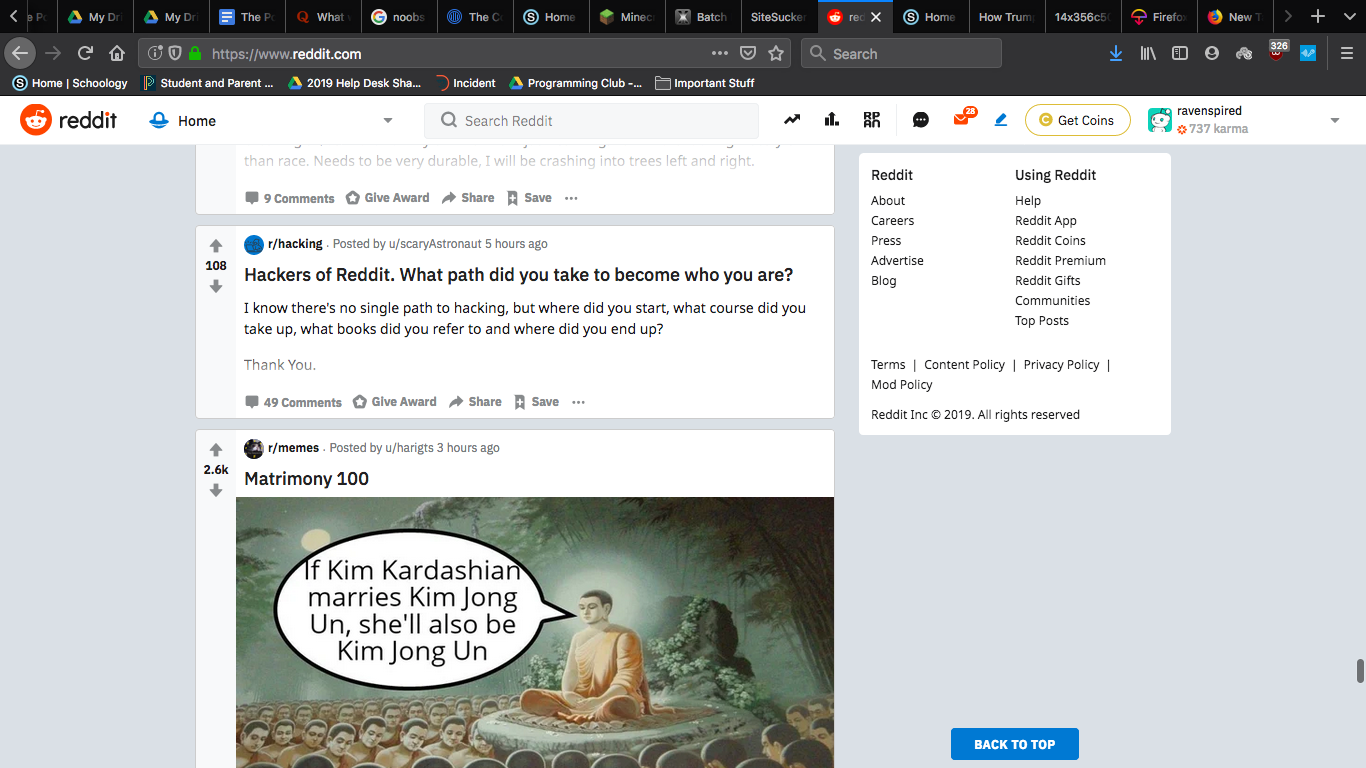 My Dri
My Dri
The Po
What
noobs
The C
Home
Minec
Batch
SiteSucker
red
Home
How Trump
14x356c50
Firefo
New T
https://www.reddit.com
Search
326
Home | Schoology
Student and Parent ...
2019 Help Desk Sha...
Incident
Programming Club -...
Important Stuff
reddit
Home
Search Reddit
28
Get Coins
ravenspired
737 karma
than race. Needs to be very durable, I will be crashing into trees left and right.
9 Comments
Give Award
Share
Save
r/hacking . Posted by u/scaryAstronaut 5 hours ago
108
Hackers of Reddit. What path did you take to become who you are?
I know there's no single path to hacking, but where did you start, what course did you
take up, what books did you refer to and where did you end up?
Thank You.
49 Comments
Give Award
Share
Save
r/memes . Posted by u/harigts 3 hours ago
2.6k
Matrimony 100
If Kim Kardashian
marries Kim Jong
Un, she'll also be
Kim Jong Un
Reddit
About
Careers
Press
Advertise
Blog
Using Reddit
Help
Reddit App
Reddit Coins
Reddit Premium
Reddit Gifts
Communities
Top Posts
Terms | Content Policy | Privacy Policy |
Mod Policy
Reddit Inc © 2019. All rights reserved
BACK TO TOP